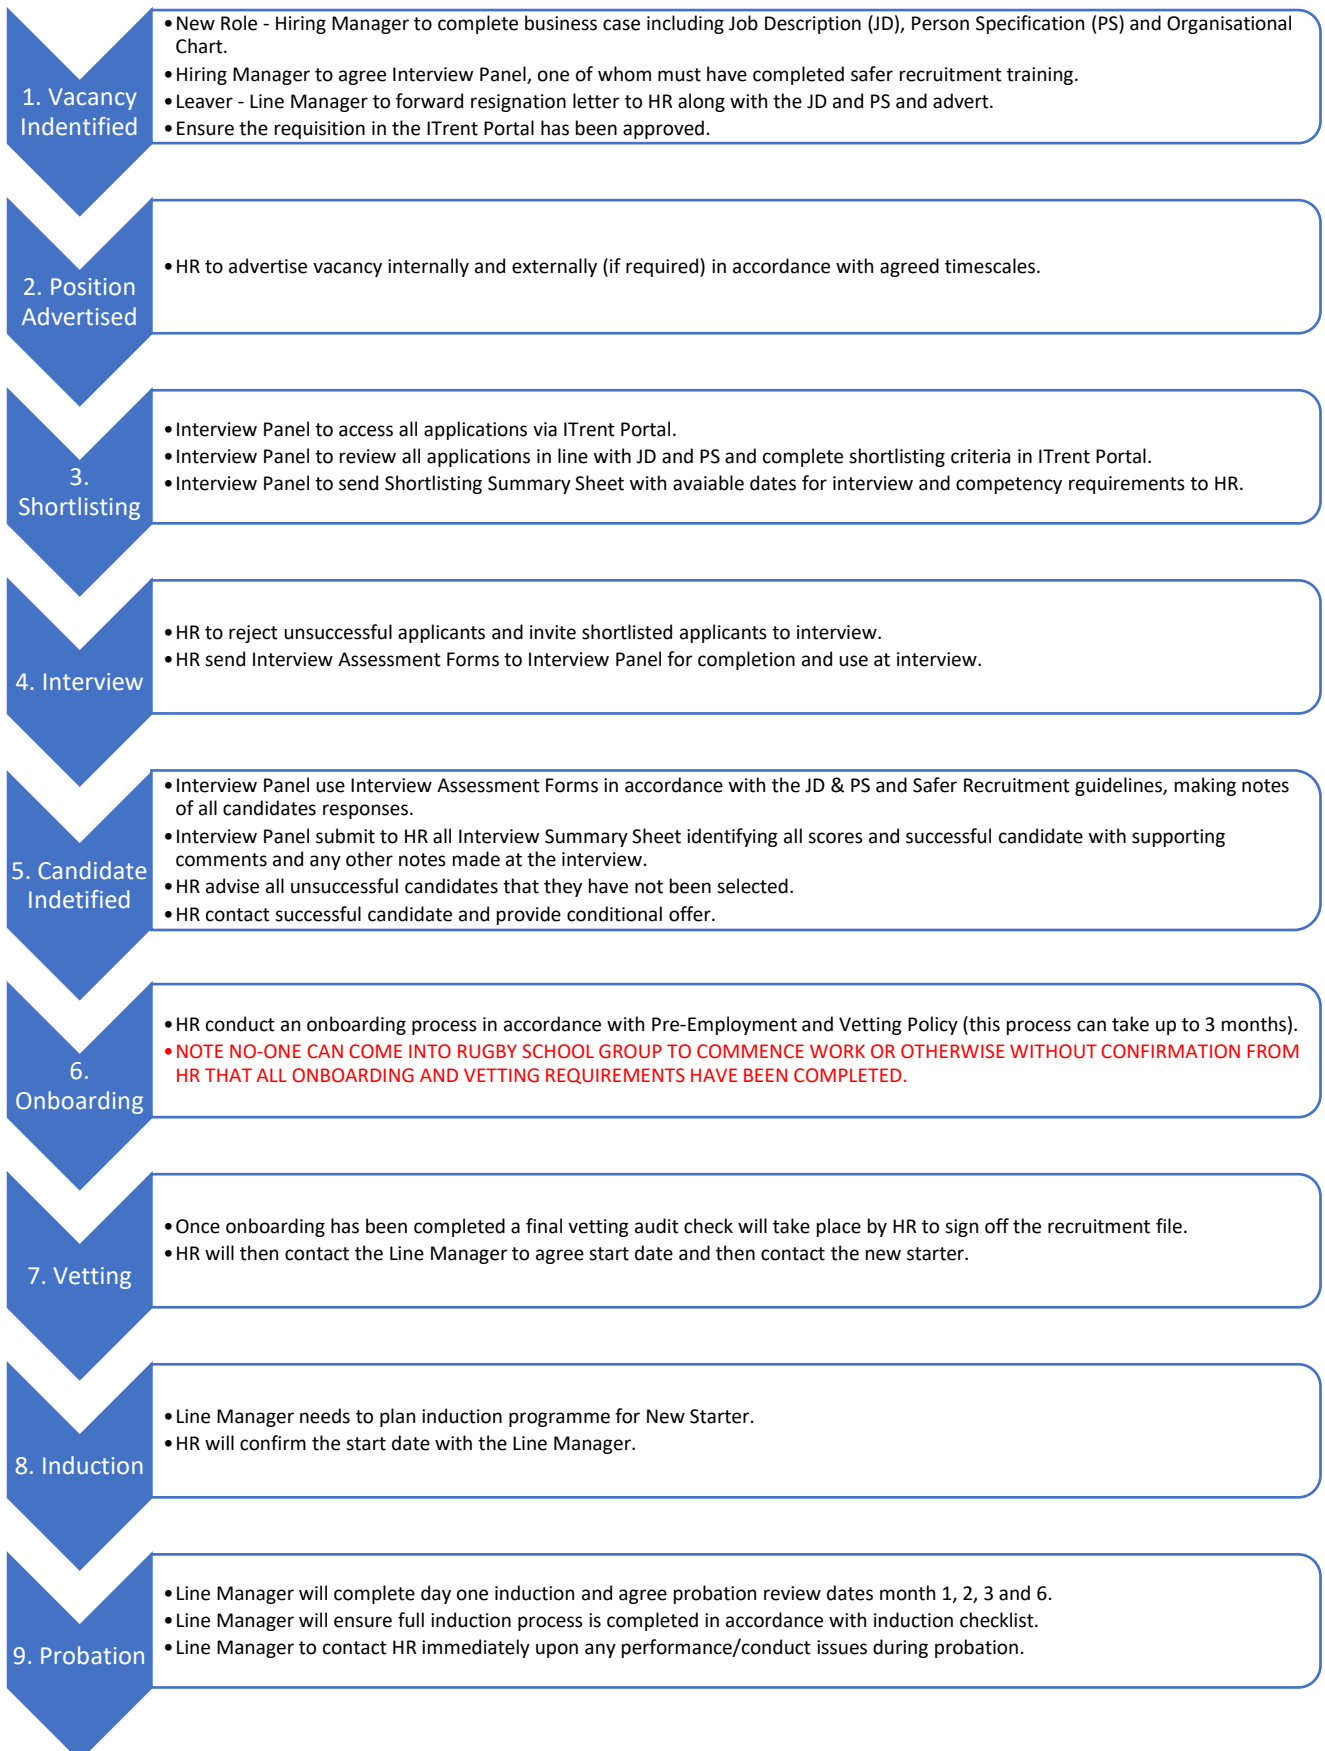 1. Vacancy
Indentified
•New Role - Hiring Manager to complete business case including Job Description (JD), Person Specification (PS) and Organisational
Chart.
•Hiring Manager to agree Interview Panel, one of whom must have completed safer recruitment training.
•Leaver - Line Manager to forward resignation letter to HR along with the JD and PS and advert.
•Ensure the requisition in the ITrent Portal has been approved.
2. Position
Advertised
•HR to advertise vacancy internally and externally (if required) in accordance with agreed timescales.
3.
Shortlisting
•Interview Panel to access all applications via ITrent Portal.
•Interview Panel to review all applications in line with JD and PS and complete shortlisting criteria in ITrent Portal.
•Interview Panel to send Shortlisting Summary Sheet with avaiable dates for interview and competency requirements to HR.
4. Interview
•HR to reject unsuccessful applicants and invite shortlisted applicants to interview.
•HR send Interview Assessment Forms to Interview Panel for completion and use at interview.
5. Candidate
Indetified
•Interview Panel use Interview Assessment Forms in accordance with the JD & PS and Safer Recruitment guidelines, making notes
of all candidates responses.
•Interview Panel submit to HR all Interview Summary Sheet identifying all scores and successful candidate with supporting
comments and any other notes made at the interview.
•HR advise all unsuccessful candidates that they have not been selected.
•HR contact successful candidate and provide conditional offer.
6.
Onboarding
•HR conduct an onboarding process in accordance with Pre-Employment and Vetting Policy (this process can take up to 3 months).
•NOTE NO-ONE CAN COME INTO RUGBY SCHOOL GROUP TO COMMENCE WORK OR OTHERWISE WITHOUT CONFIRMATION FROM
HR THAT ALL ONBOARDING AND VETTING REQUIREMENTS HAVE BEEN COMPLETED.
7. Vetting
•Once onboarding has been completed a final vetting audit check will take place by HR to sign off the recruitment file.
•HR will then contact the Line Manager to agree start date and then contact the new starter.
8. Induction
•Line Manager needs to plan induction programme for New Starter.
•HR will confirm the start date with the Line Manager.
9. Probation
•Line Manager will complete day one induction and agree probation review dates month 1, 2, 3 and 6.
•Line Manager will ensure full induction process is completed in accordance with induction checklist.
•Line Manager to contact HR immediately upon any performance/conduct issues during probation.